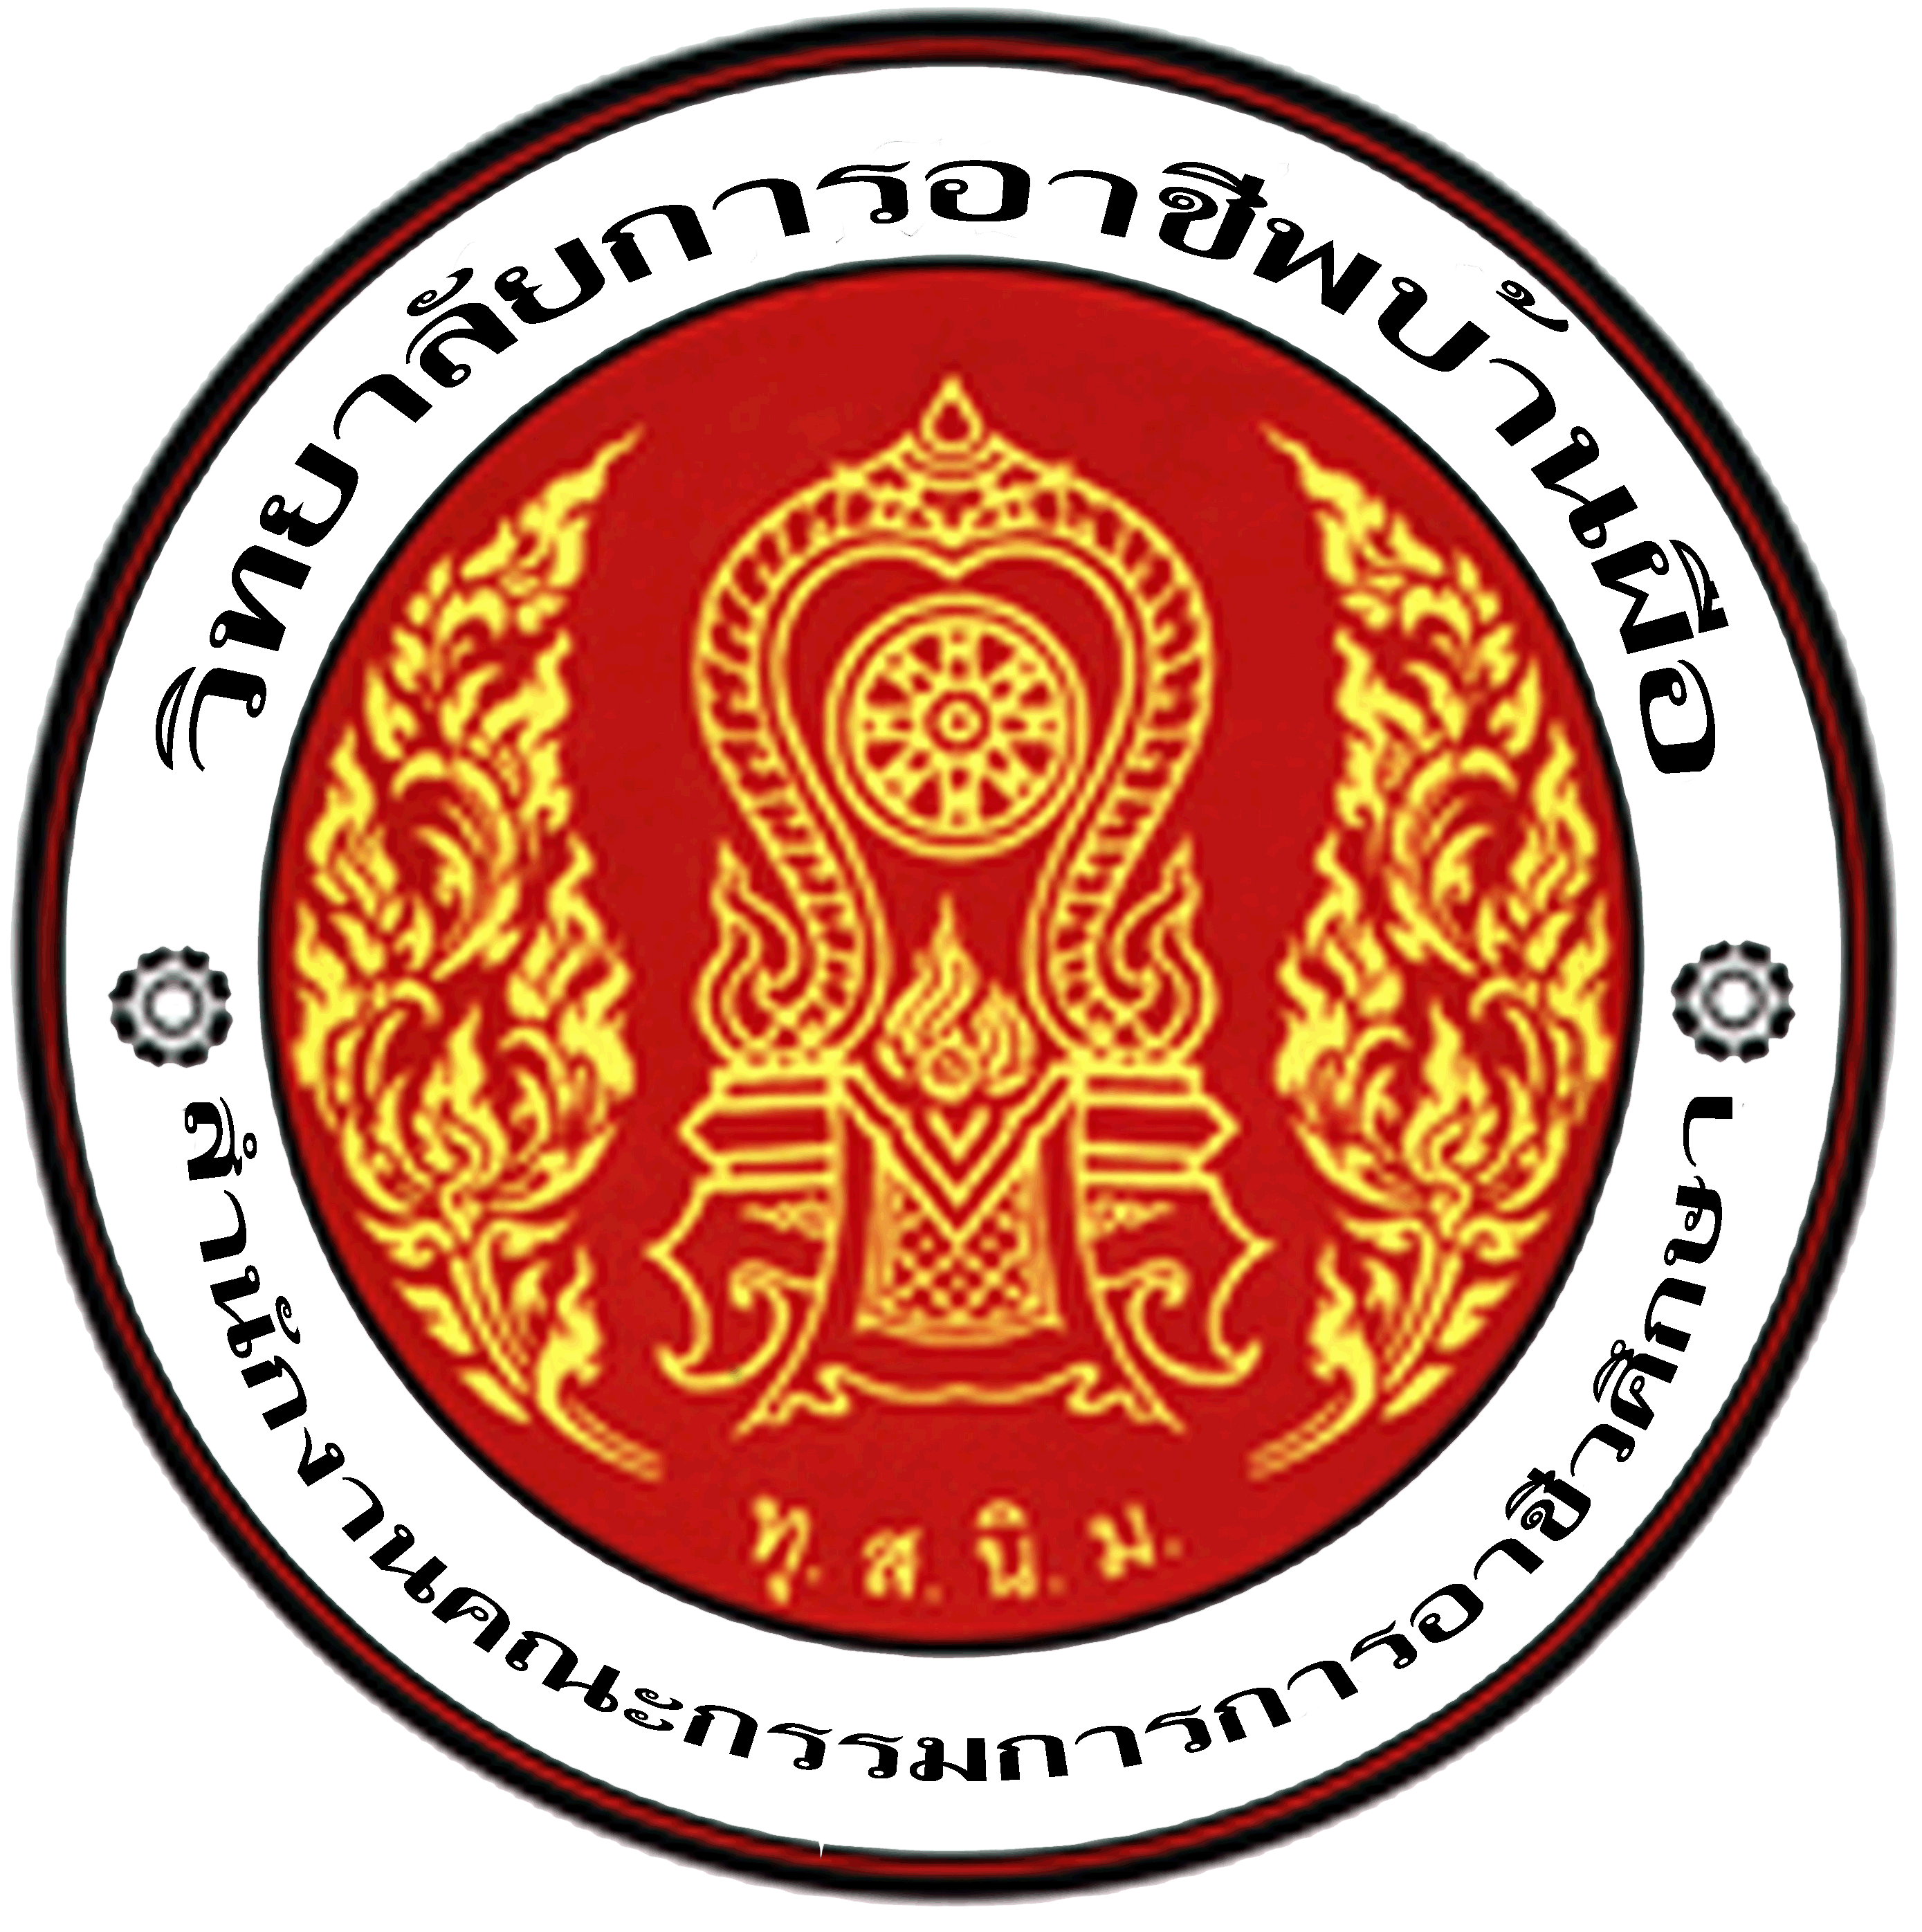 วิทยาลัยการอาชีพบ้านผือ
ทุ. ส. นิ. ม.
สำนักงานคณะกรรมการการอาชีวศึกษา